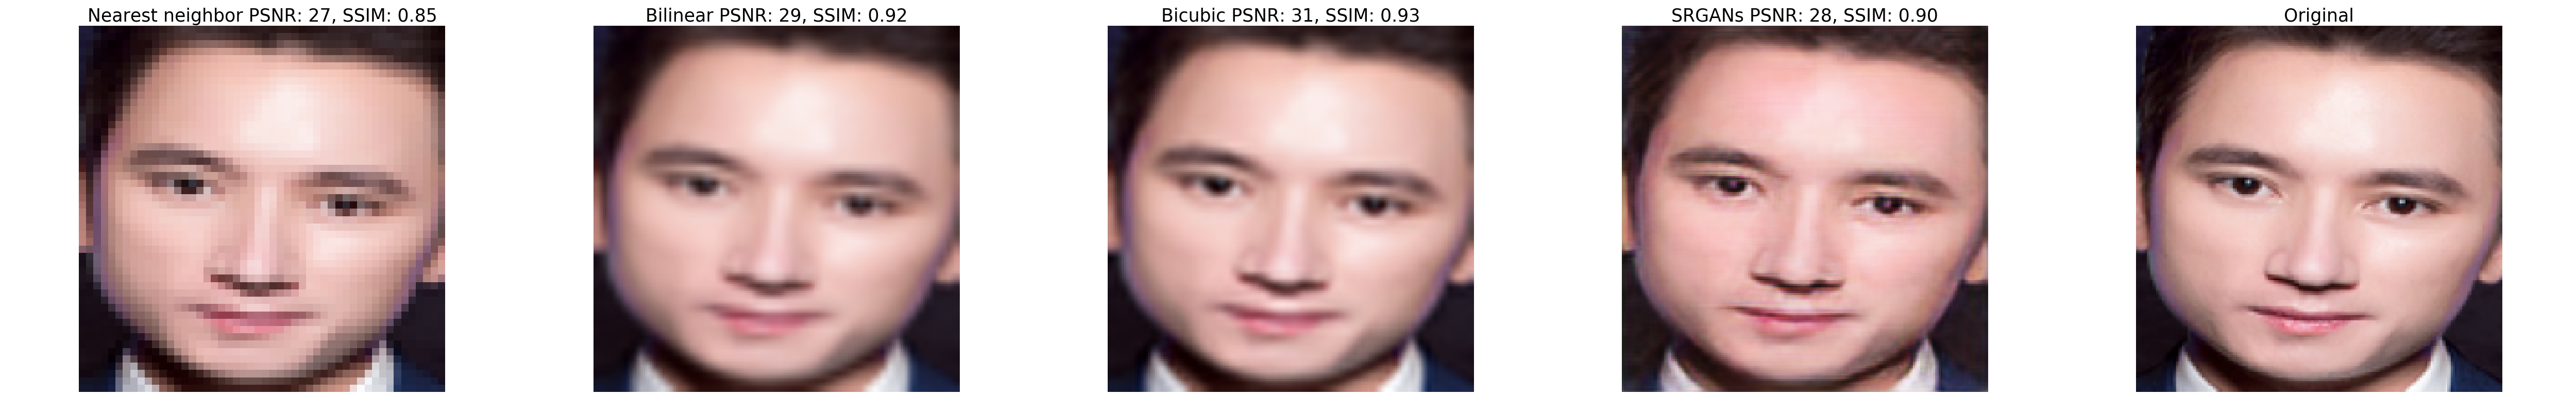 Nearest neighbor PSNR: 27, SSIM: 0.85
Bilinear PSNR: 29, SSIM: 0.92
Bicubic PSNR: 31, SSIM: 0.93
SRGANs PSNR: 28, SSIM: 0.90
Original